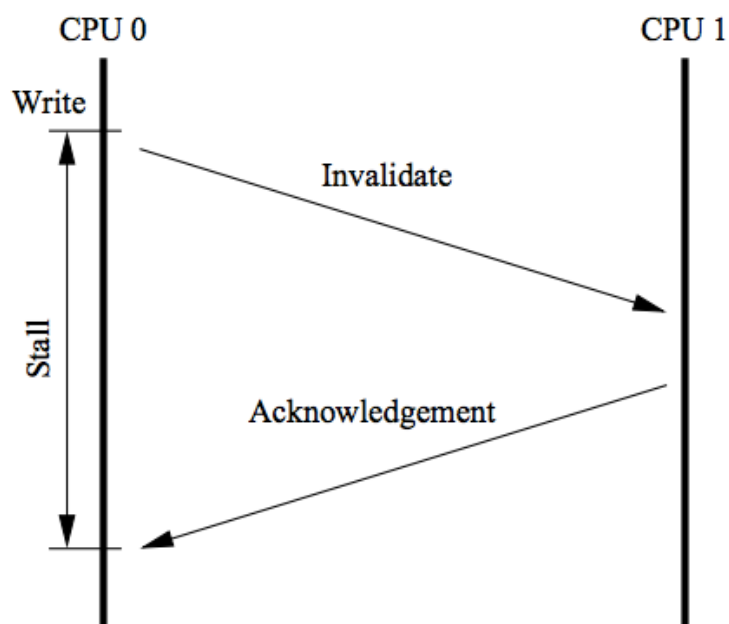 CPU 0
CPU 1
Write
Invalidate
Stall
Acknowledgement